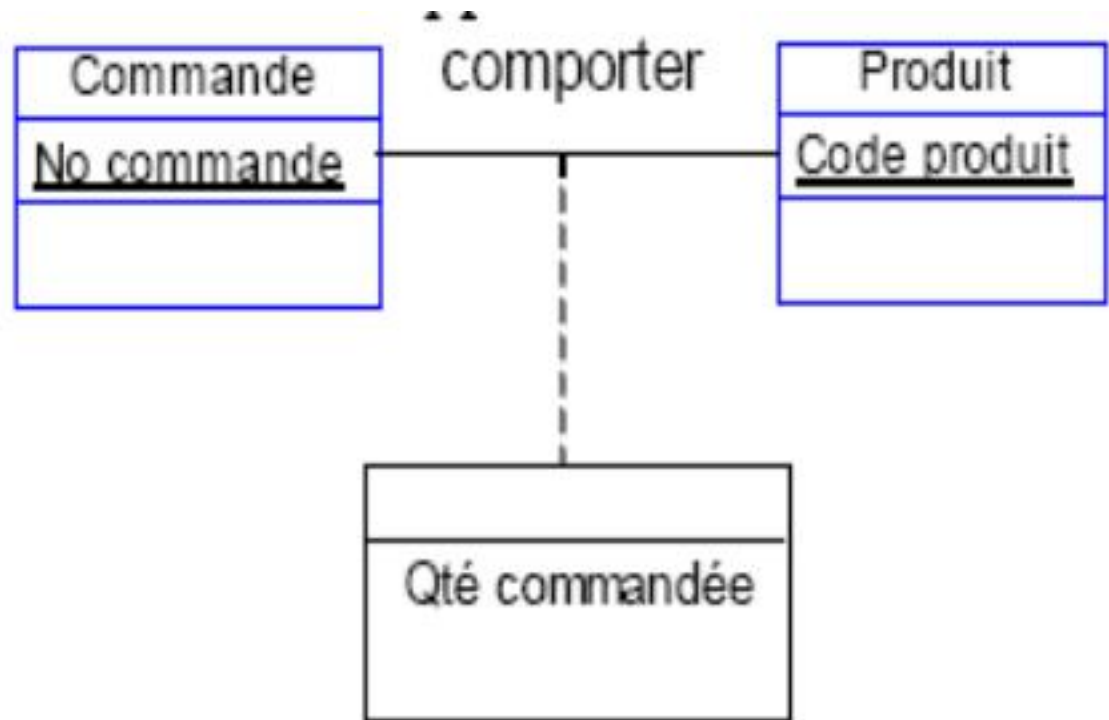 Commande
comporter
Produit
No commande
Code produit
Qté commandée